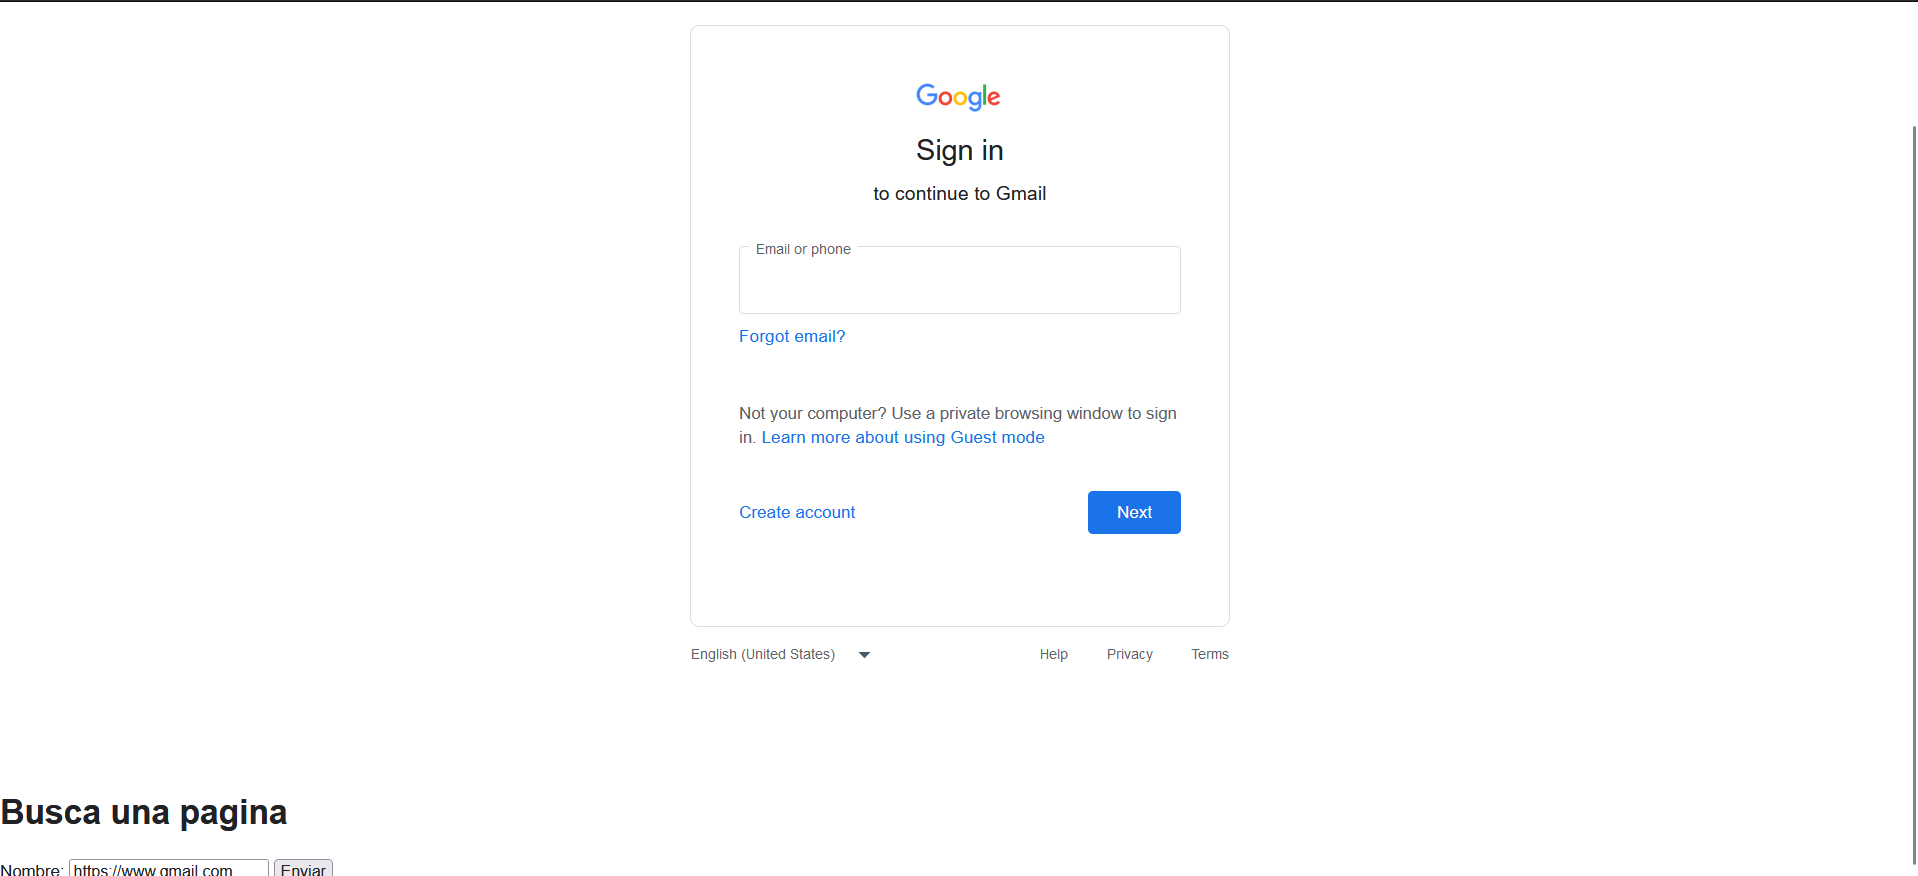 Google
Sign in
to continue to Gmail
Email or phone
Forgot email?
Not your computer? Use a private browsing window to sign
in. Learn more about using Guest mode
Create account
Next
English (United States)
Help
Privacy
Terms
Busca una pagina
Nombre: https://www.gmail.com Enviar